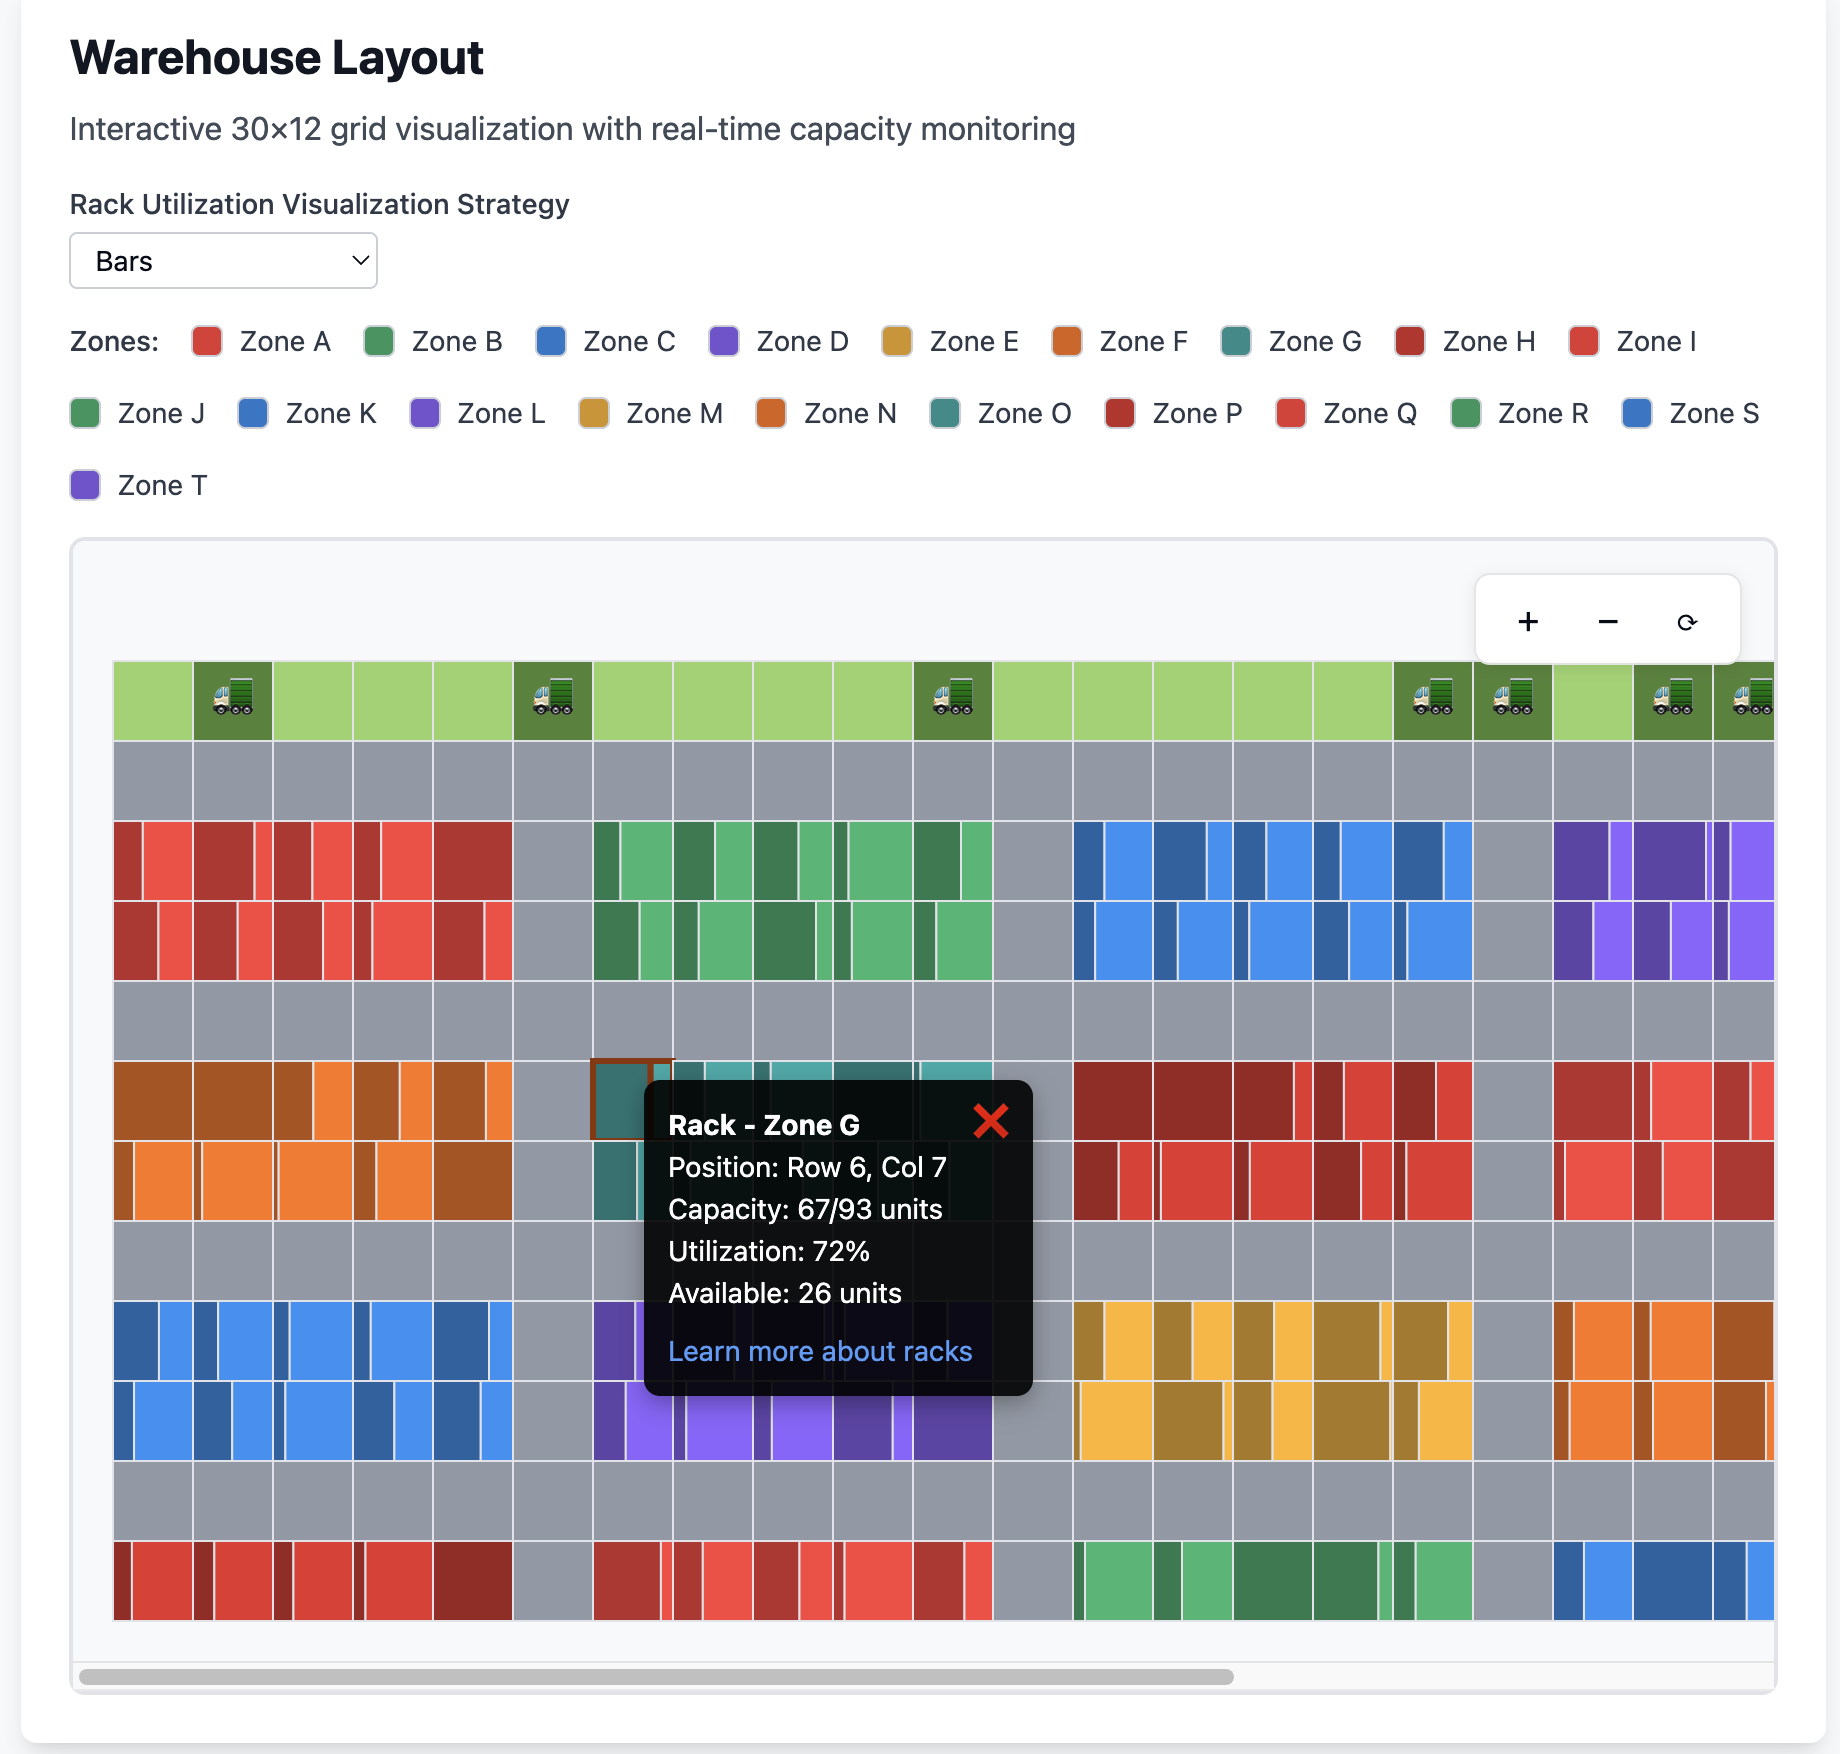 Warehouse Layout
Interactive 30×12 grid visualization with real-time capacity monitoring
Rack Utilization Visualization Strategy
Bars
Zones: Zone A Zone B Zone C Zone D Zone E Zone F Zone G Zone H Zone I
Zone J Zone K Zone L Zone M Zone N Zone O Zone P Zone Q Zone R Zone S
Zone T
+ − ⟳
Rack - Zone G
Position: Row 6, Col 7
Capacity: 67/93 units
Utilization: 72%
Available: 26 units
Learn more about racks